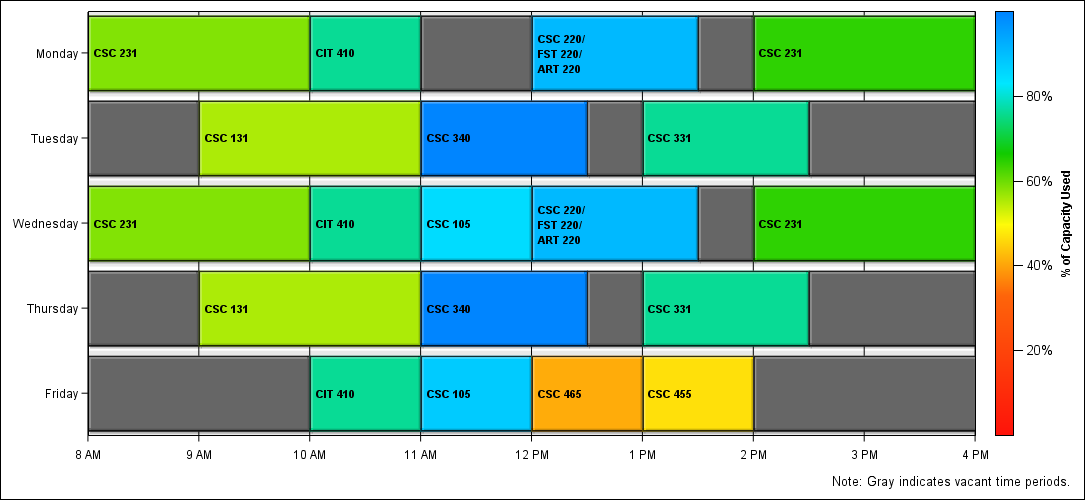 Monday
CSC 231
CIT 410
CSC 220/
FST 220/
ART 220
CSC 231
Tuesday
CSC 131
CSC 340
CSC 331
Wednesday
CSC 231
CIT 410
CSC 105
CSC 220/
FST 220/
ART 220
CSC 231
Thursday
CSC 131
CSC 340
CSC 331
Friday
CIT 410
CSC 105
CSC 465
CSC 455
8 AM
9 AM
10 AM
11 AM
12 PM
1 PM
2 PM
3 PM
4 PM
80%
60%
40%
20%
% of Capacity Used
Note: Gray indicates vacant time periods.